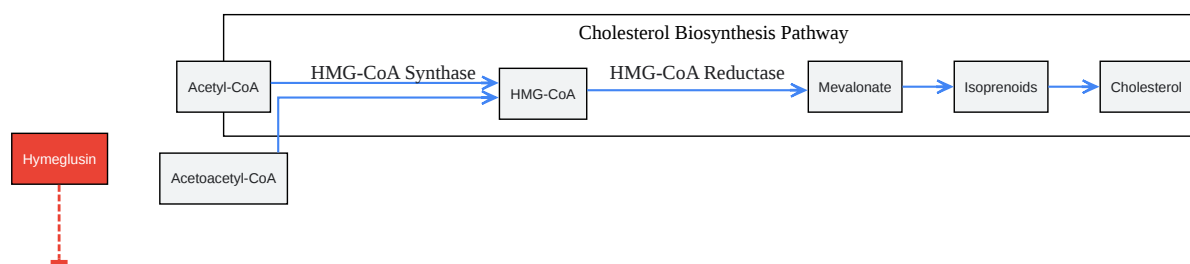 Cholesterol Biosynthesis Pathway
Acetyl-CoA
HMG-CoA Synthase
HMG-CoA
HMG-CoA Reductase
Mevalonate
Isoprenoids
Cholesterol
Hymeglusin
Acetoacetyl-CoA